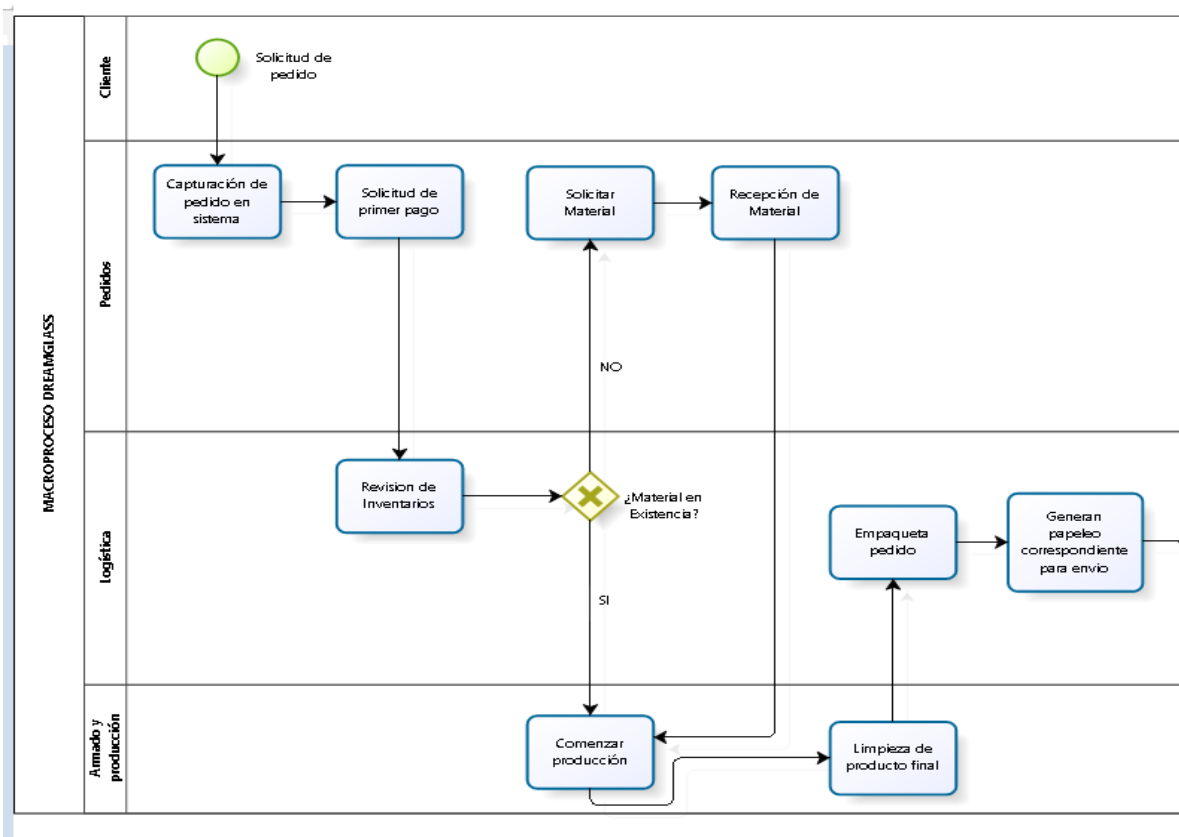 MACROPROCESO DREAMGLASS
Cliente
Solicitud de
pedido
Pedidos
Capturación de
pedido en
sistema
Solicitud de
primer pago
Solicitar
Material
Recepción de
Material
NO
Logística
Revision de
Inventarios
¿Material en
Existencia?
SI
Empaqueta
pedido
Generan
papeleo
correspondiente
para envio
Armado y
producción
Comenzar
producción
Limpieza de
producto final